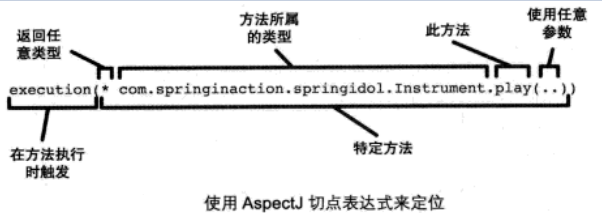 返回任
意类型
方法所属
的类型
此方法
使用任意
参数
execution(* com.springinaction.springidol.Instrument.play(..))
在方法执行
时触发
特定方法
使用 AspectJ 切点表达式来定位